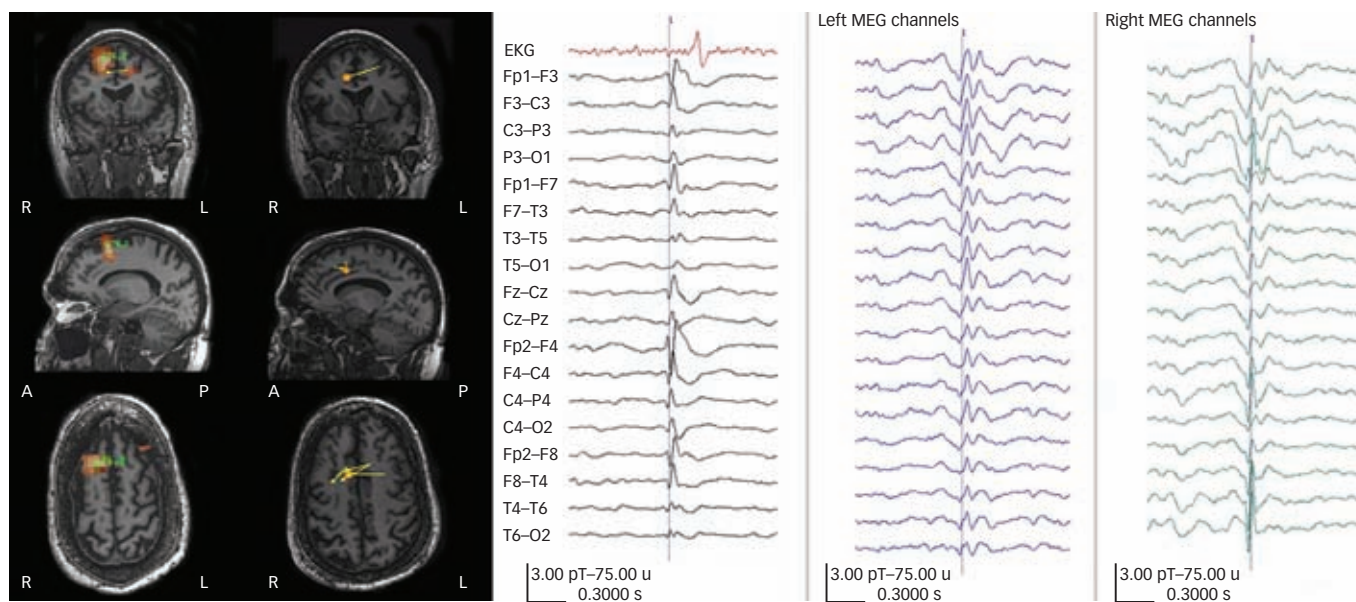 R L
R L
A P
A P
R L
R L
EKG
Fp1–F3
F3–C3
C3–P3
P3–O1
Fp1–F7
F7–T3
T3–T5
T5–O1
Fz–Cz
Cz–Pz
Fp2–F4
F4–C4
C4–P4
C4–O2
Fp2–F8
F8–T4
T4–T6
T6–O2
3.00 pT–75.00 u
0.3000 s
Left MEG channels
3.00 pT–75.00 u
0.3000 s
Right MEG channels
3.00 pT–75.00 u
0.3000 s